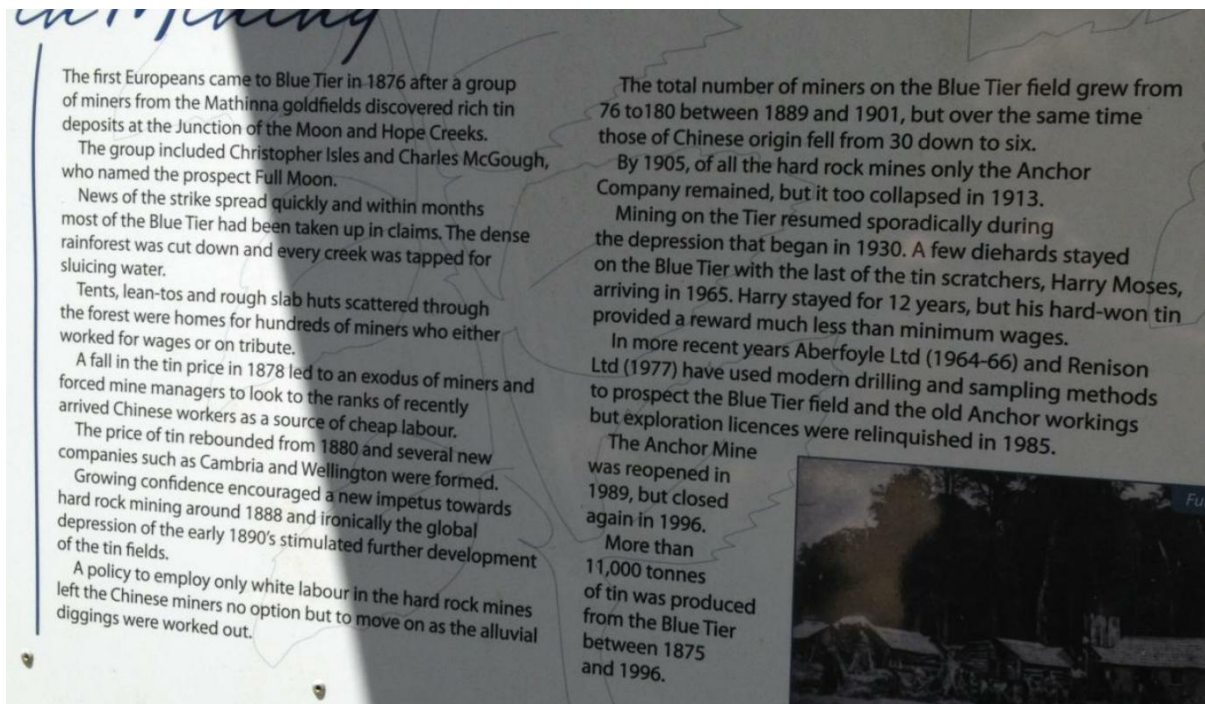 in Mining
The first Europeans came to Blue Tier in 1876 after a group
of miners from the Mathinna goldfields discovered rich tin
deposits at the Junction of the Moon and Hope Creeks.
The group included Christopher Isles and Charles McGough,
who named the prospect Full Moon.
News of the strike spread quickly and within months
most of the Blue Tier had been taken up in claims. The dense
rainforest was cut down and every creek was tapped for
sluicing water.
Tents, lean-tos and rough slab huts scattered through
the forest were homes for hundreds of miners who either
worked for wages or on tribute.
A fall in the tin price in 1878 led to an exodus of miners and
forced mine managers to look to the ranks of recently
arrived Chinese workers as a source of cheap labour.
The price of tin rebounded from 1880 and several new
companies such as Cambria and Wellington were formed.
Growing confidence encouraged a new impetus towards
hard rock mining around 1888 and ironically the global
depression of the early 1890's stimulated further development
of the tin fields.
A policy to employ only white labour in the hard rock mines
left the Chinese miners no option but to move on as the alluvial
diggings were worked out.
The total number of miners on the Blue Tier field grew from
76 to180 between 1889 and 1901, but over the same time
those of Chinese origin fell from 30 down to six.
By 1905, of all the hard rock mines only the Anchor
Company remained, but it too collapsed in 1913.
Mining on the Tier resumed sporadically during
the depression that began in 1930. A few diehards stayed
on the Blue Tier with the last of the tin scratchers, Harry Moses,
arriving in 1965. Harry stayed for 12 years, but his hard-won tin
provided a reward much less than minimum wages.
In more recent years Aberfoyle Ltd (1964-66) and Renison
Ltd (1977) have used modern drilling and sampling methods
to prospect the Blue Tier field and the old Anchor workings
but exploration licences were relinquished in 1985.
The Anchor Mine
was reopened in
1989, but closed
again in 1996.
More than
11,000 tonnes
of tin was produced
from the Blue Tier
between 1875
and 1996.